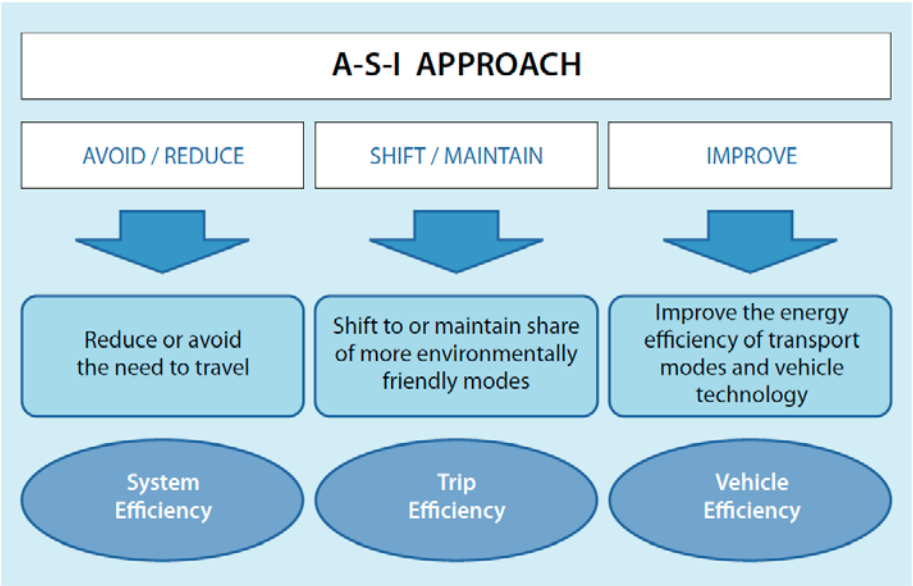 A-S-I APPROACH
AVOID / REDUCE
SHIFT / MAINTAIN
IMPROVE
Reduce or avoid
the need to travel
Shift to or maintain share
of more environmentally
friendly modes
Improve the energy
efficiency of transport
modes and vehicle
technology
System
Efficiency
Trip
Efficiency
Vehicle
Efficiency